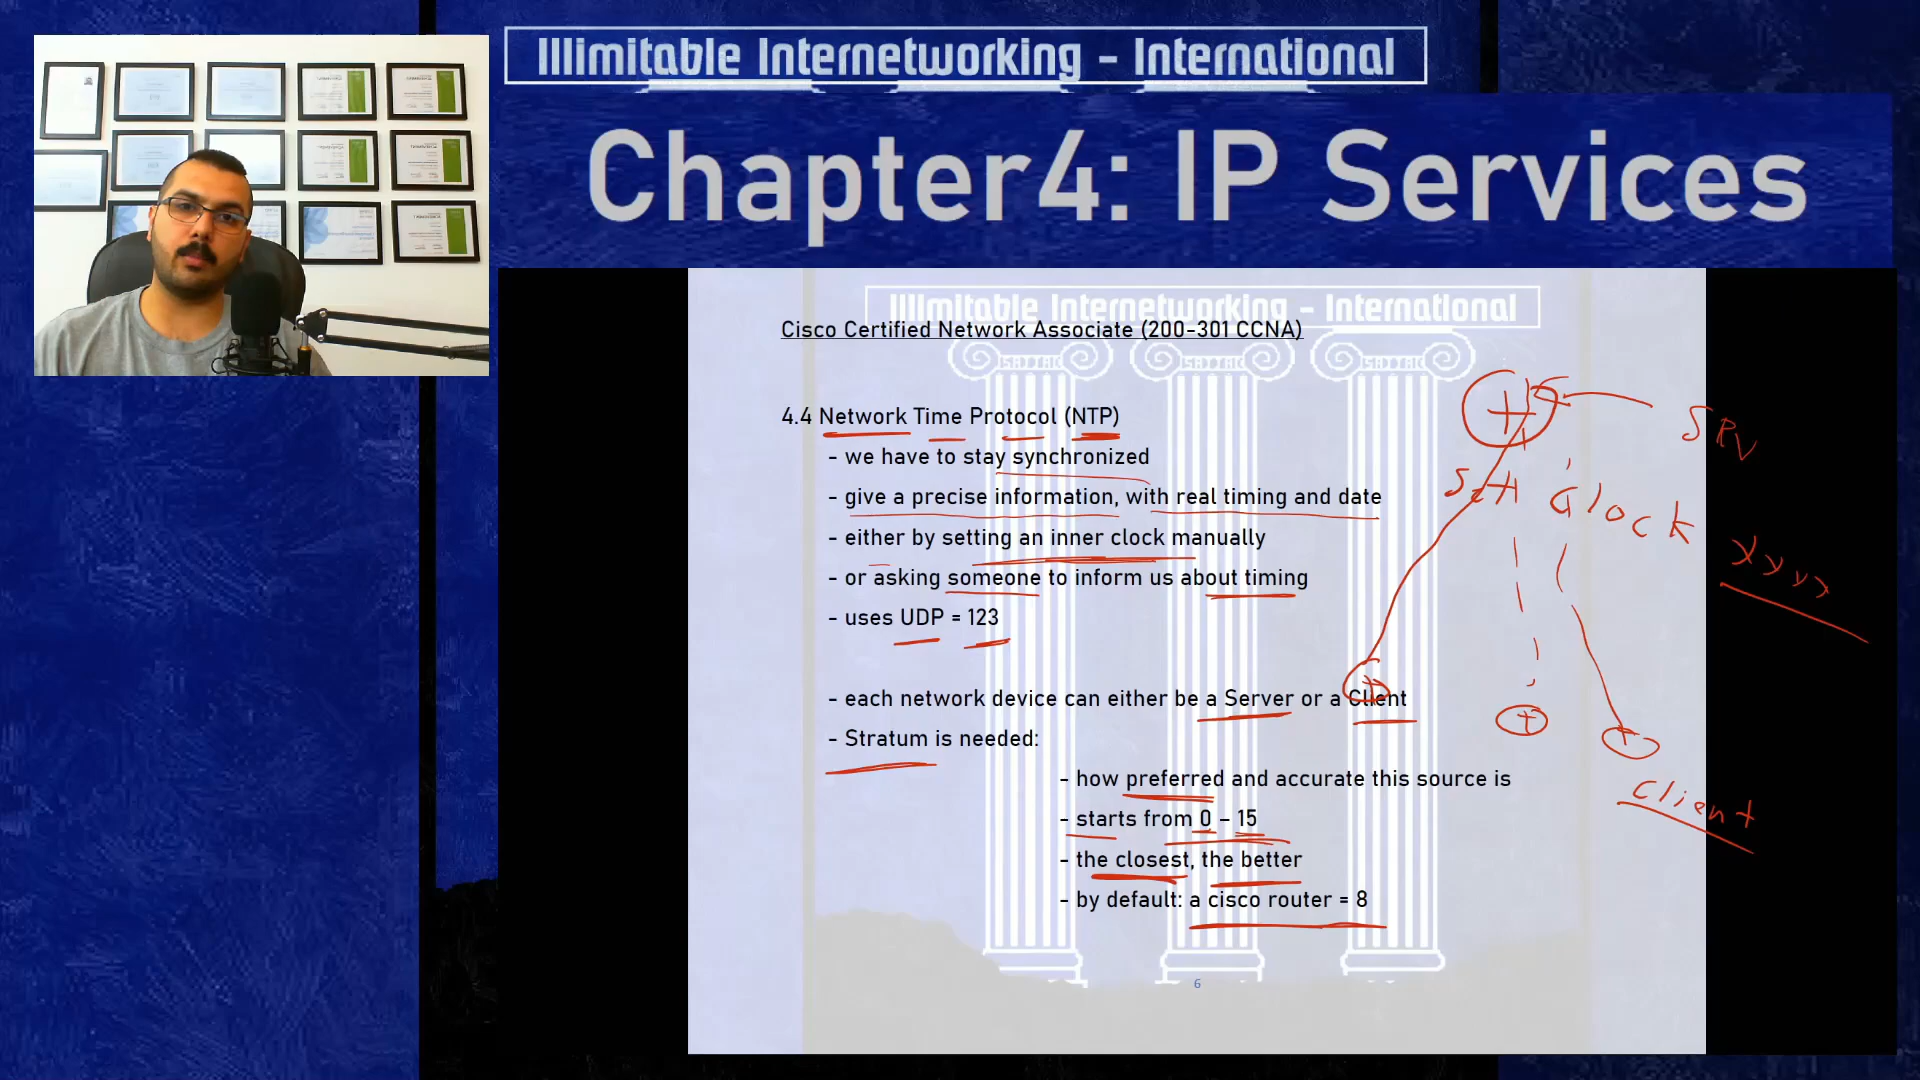 Illimitable Internetworking - International
Chapter4: IP Services
Illimitable Internetworking - International
Cisco Certified Network Associate (200-301 CCNA)
4.4 Network Time Protocol (NTP)
- we have to stay synchronized
- give a precise information, with real timing and date
- either by setting an inner clock manually
- or asking someone to inform us about timing
- uses UDP = 123
- each network device can either be a Server or a Client
- Stratum is needed:
- how preferred and accurate this source is
- starts from 0 - 15
- the closest, the better
- by default: a cisco router = 8
6
SRV
Set Clock
client